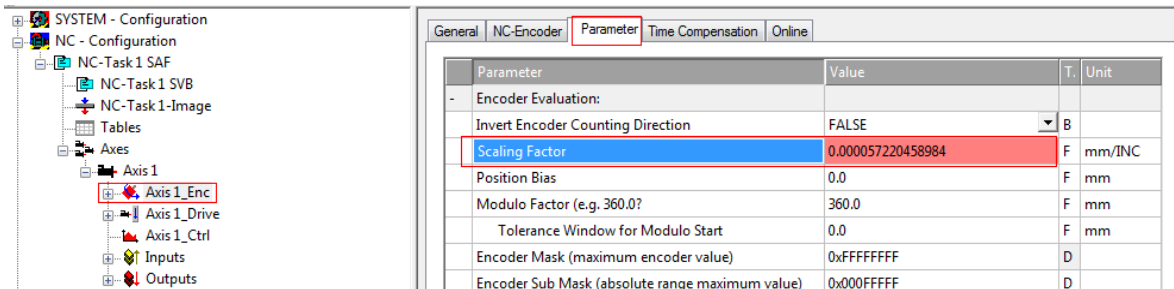 SYSTEM - Configuration
NC - Configuration
NC-Task 1 SAF
NC-Task 1 SVB
NC-Task 1-Image
Tables
Axes
Axis 1
Axis 1_Enc
Axis 1_Drive
Axis 1_Ctrl
Inputs
Outputs
General NC-Encoder Parameter Time Compensation Online
Parameter Value T. Unit
- Encoder Evaluation:
Invert Encoder Counting Direction FALSE B
Scaling Factor 0.000057220458984 F mm/INC
Position Bias 0.0 F mm
Modulo Factor (e.g. 360.0? 360.0 F mm
Tolerance Window for Modulo Start 0.0 F mm
Encoder Mask (maximum encoder value) 0xFFFFFFFF D
Encoder Sub Mask (absolute range maximum value) 0x000FFFFF D